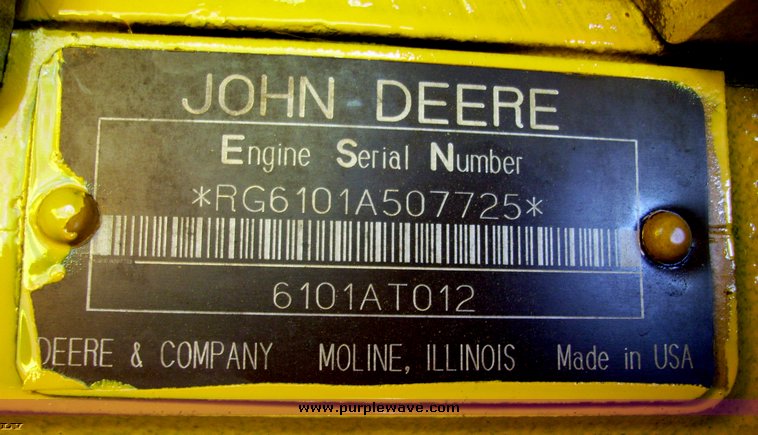 JOHN DEERE
Engine Serial Number
*RG6101A507725*
6101AT012
DEERE & COMPANY MOLINE, ILLINOIS Made in USA
www.purplewave.com